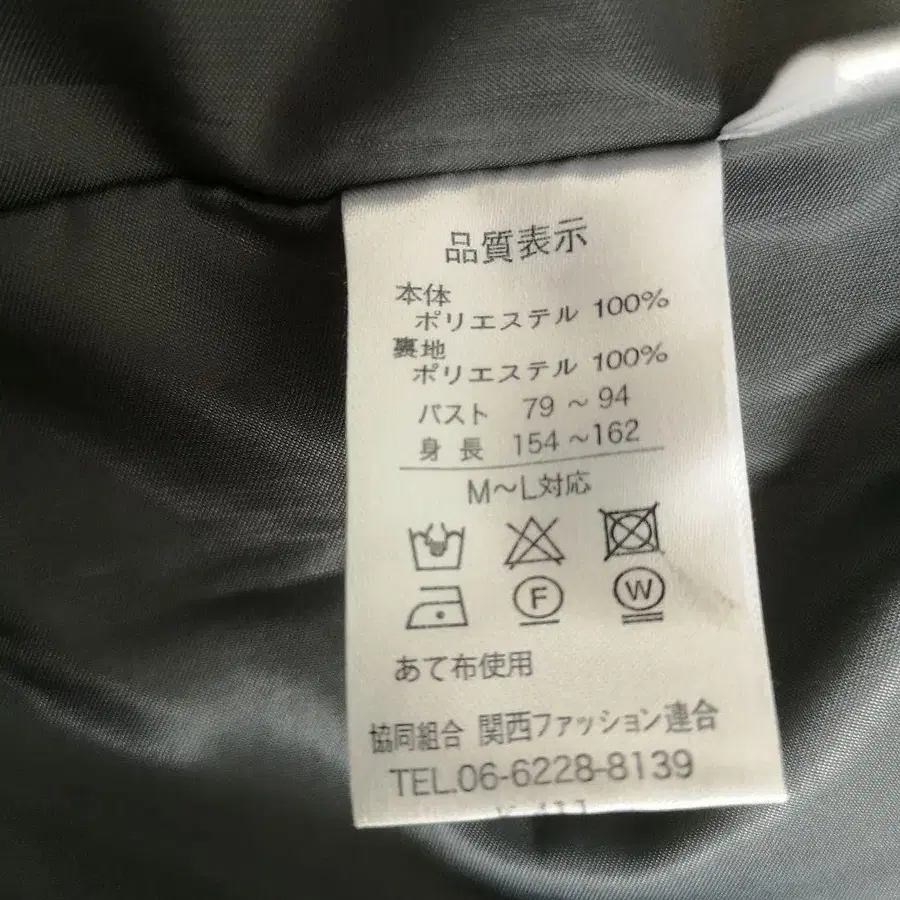 品質表示
本体
ポリエステル 100%
裏地
ポリエステル 100%
バスト 79～94
身長 154～162
M～L対応
F W
あて布使用
協同組合 関西ファッション連合
TEL.06-6228-8139